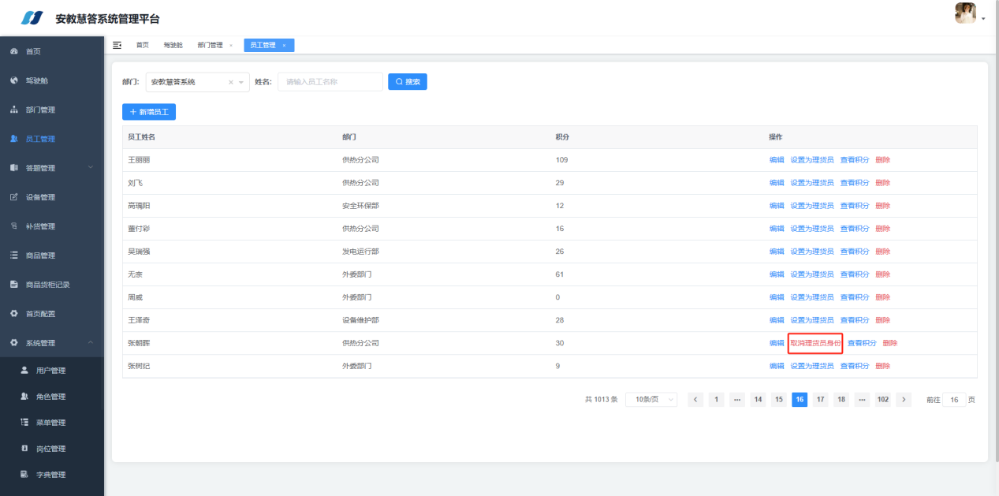 安教慧答系统管理平台
首页 驾驶舱 部门管理 × 员工管理 ×
首页
驾驶舱
部门管理
员工管理
答题管理
设备管理
补货管理
商品管理
商品货柜记录
首页配置
系统管理
用户管理
角色管理
菜单管理
岗位管理
字典管理
部门: 安教慧答系统 × 姓名: 请输入员工名称 搜索
+ 新增员工
员工姓名 部门 积分 操作
王丽丽 供热分公司 109 编辑 设置为理货员 查看积分 删除
刘飞 供热分公司 29 编辑 设置为理货员 查看积分 删除
高瑀阳 安全环保部 12 编辑 设置为理货员 查看积分 删除
董付彩 供热分公司 16 编辑 设置为理货员 查看积分 删除
吴瑞强 发电运行部 26 编辑 设置为理货员 查看积分 删除
无奈 外委部门 61 编辑 设置为理货员 查看积分 删除
周威 外委部门 0 编辑 设置为理货员 查看积分 删除
王泽奇 设备维护部 28 编辑 设置为理货员 查看积分 删除
张朝晖 供热分公司 30 编辑 取消理货员身份 查看积分 删除
张树纪 外委部门 9 编辑 设置为理货员 查看积分 删除
共 1013 条 10条/页 < 1 ··· 14 15 16 17 18 ··· 102 > 前往 16 页